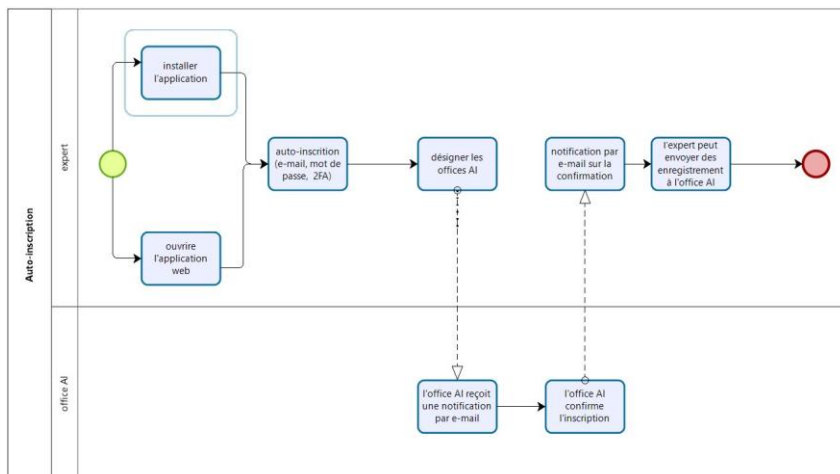 Auto-inscription
expert
installer
l'application
ouvrire
l'application
web
auto-inscrition
(e-mail, mot de
passe, 2FA)
désigner les
offices AI
notification par
e-mail sur la
confirmation
l'expert peut
envoyer des
enregistrement
à l'office AI
office AI
l'office AI reçoit
une notification
par e-mail
l'office AI
confirme
l'inscription